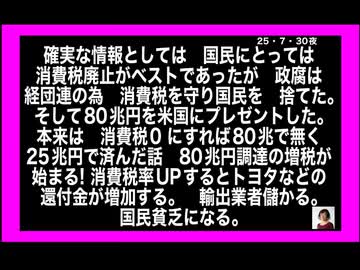 25・7・30夜
確実な情報としては　国民にとっては
消費税廃止がベストであったが　政腐は
経団連の為　消費税を守り国民を　捨てた。
そして80兆円を米国にプレゼントした。
本来は　消費税0 にすれば80兆で無く
25兆円で済んだ話　80兆円調達の増税が
始まる! 消費税率UPするとトヨタなどの
還付金が増加する。　輸出業者儲かる。
国民貧乏になる。